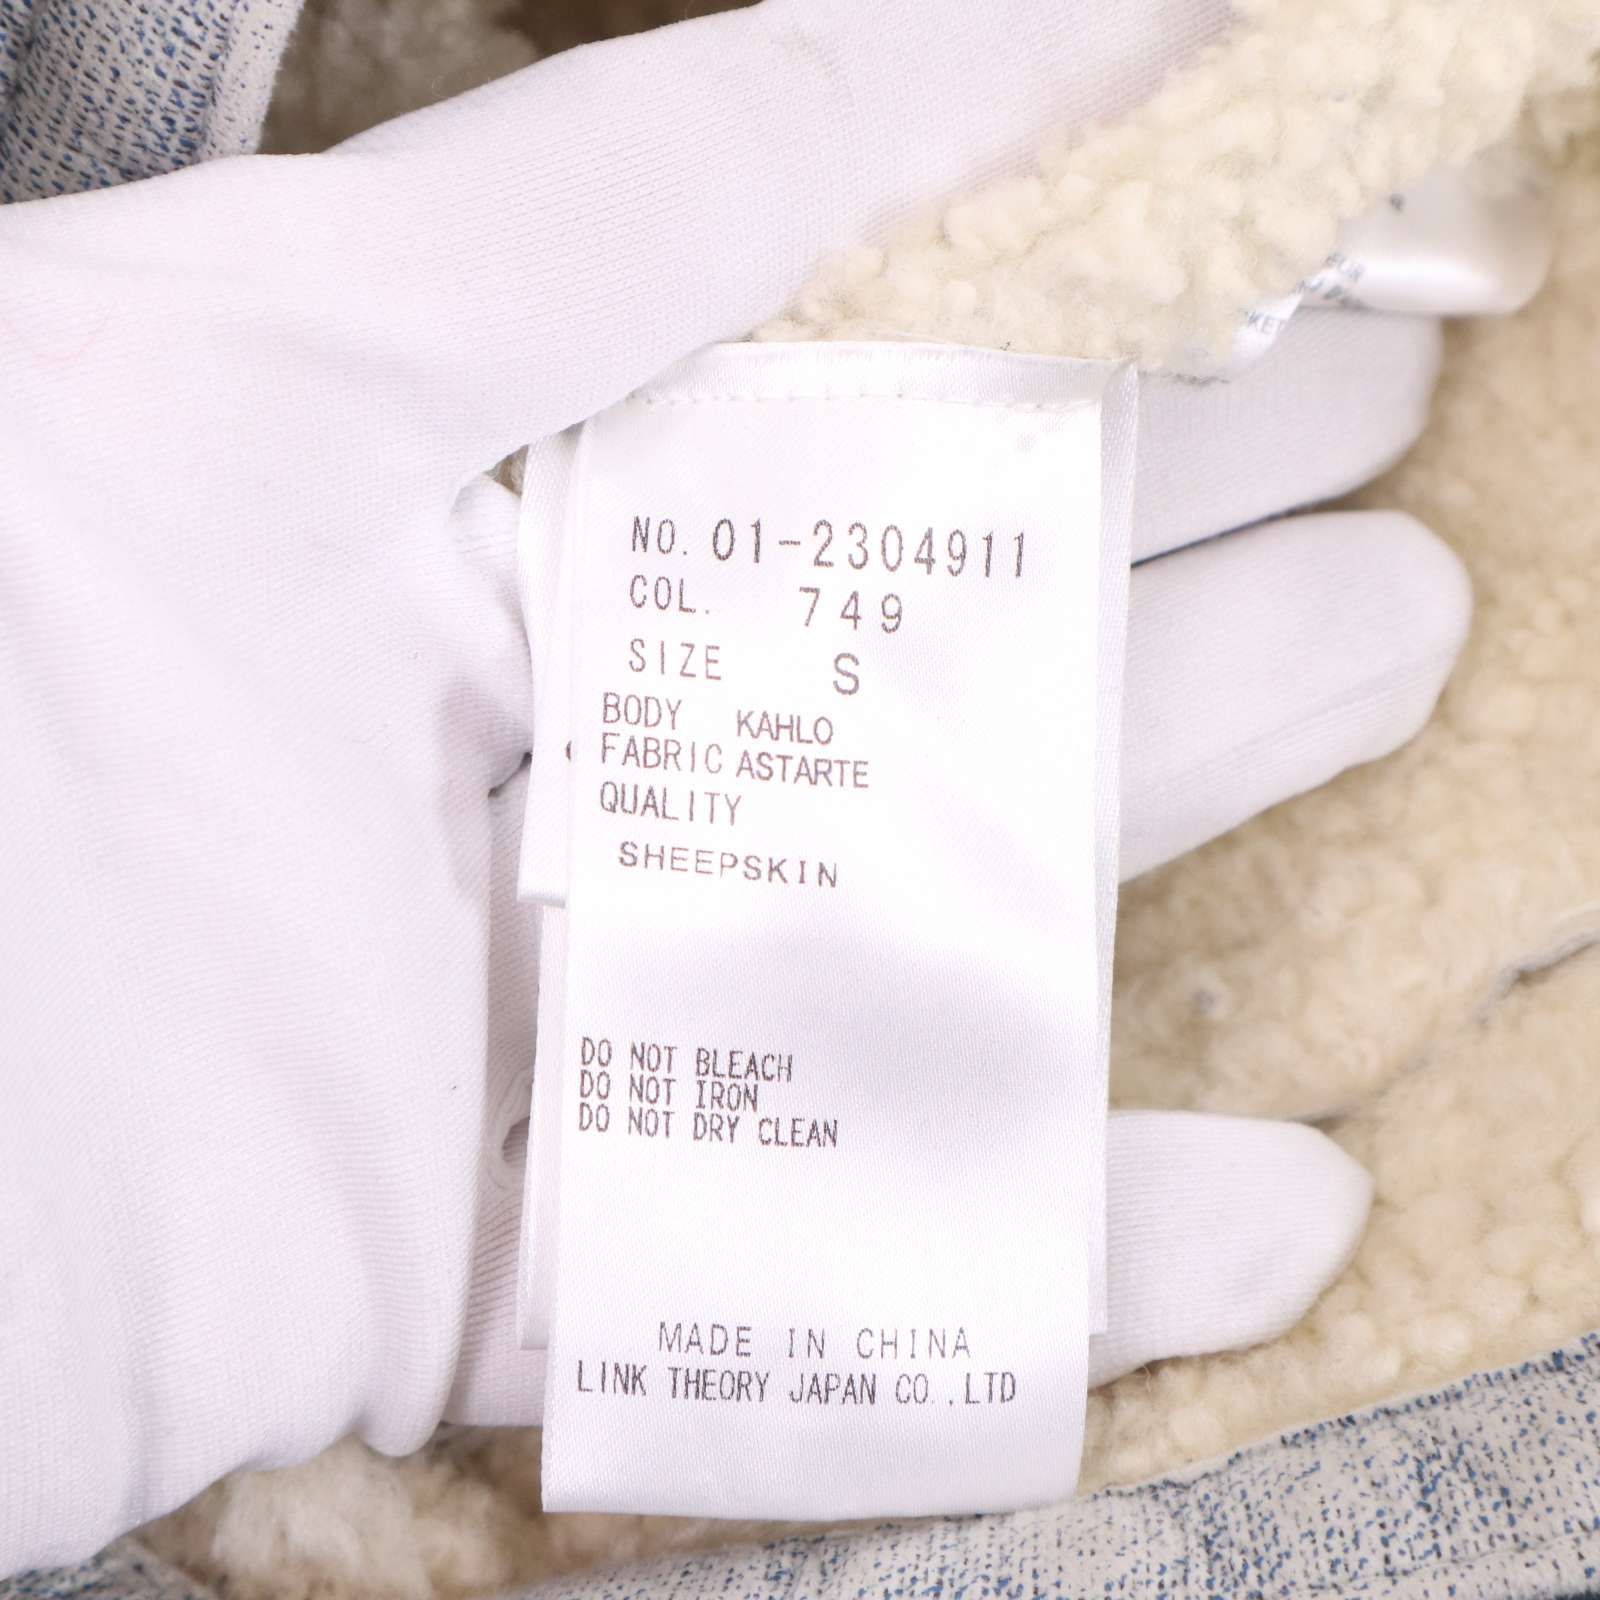 NO. 01-2304911
COL. 749
SIZE S
BODY KAHLO
FABRIC ASTARTE
QUALITY
SHEEPSKIN
DO NOT BLEACH
DO NOT IRON
DO NOT DRY CLEAN
MADE IN CHINA
LINK THEORY JAPAN CO.,LTD